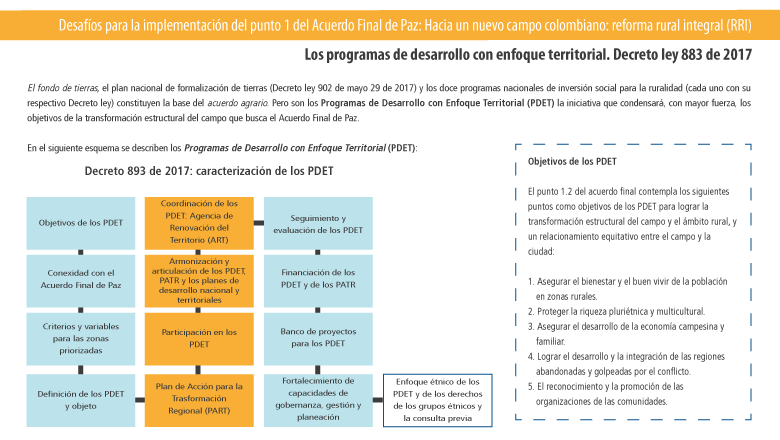 Desafíos para la implementación del punto 1 del Acuerdo Final de Paz: Hacia un nuevo campo colombiano: reforma rural integral (RRI)
Los programas de desarrollo con enfoque territorial. Decreto ley 883 de 2017
El fondo de tierras, el plan nacional de formalización de tierras (Decreto ley 902 de mayo 29 de 2017) y los doce programas nacionales de inversión social para la ruralidad (cada uno con su
respectivo Decreto ley) constituyen la base del acuerdo agrario. Pero son los Programas de Desarrollo con Enfoque Territorial (PDET) la iniciativa que condensará, con mayor fuerza, los
objetivos de la transformación estructural del campo que busca el Acuerdo Final de Paz.
En el siguiente esquema se describen los Programas de Desarrollo con Enfoque Territorial (PDET):
Decreto 893 de 2017: caracterización de los PDET
Objetivos de los PDET
Conexidad con el
Acuerdo Final de Paz
Criterios y variables
para las zonas
priorizadas
Definición de los PDET
y objeto
Coordinación de los
PDET: Agencia de
Renovación del
Territorio (ART)
Armonización y
articulación de los PDET,
PATR y los planes de
desarrollo nacional y
territoriales
Participación en los
PDET
Plan de Acción para la
Trasformación
Regional (PART)
Seguimiento y
evaluación de los PDET
Financiación de los
PDET y de los PATR
Banco de proyectos
para los PDET
Fortalecimiento de
capacidades de
gobernanza, gestión y
planeación
Enfoque étnico de los
PDET y de los derechos
de los grupos étnicos y
la consulta previa
Objetivos de los PDET
El punto 1.2 del acuerdo final contempla los siguientes
puntos como objetivos de los PDET para lograr la
transformación estructural del campo y el ámbito rural, y
un relacionamiento equitativo entre el campo y la
ciudad:
1. Asegurar el bienestar y el buen vivir de la población
en zonas rurales.
2. Proteger la riqueza pluriétnica y multicultural.
3. Asegurar el desarrollo de la economía campesina y
familiar.
4. Lograr el desarrollo y la integración de las regiones
abandonadas y golpeadas por el conflicto.
5. El reconocimiento y la promoción de las
organizaciones de las comunidades.